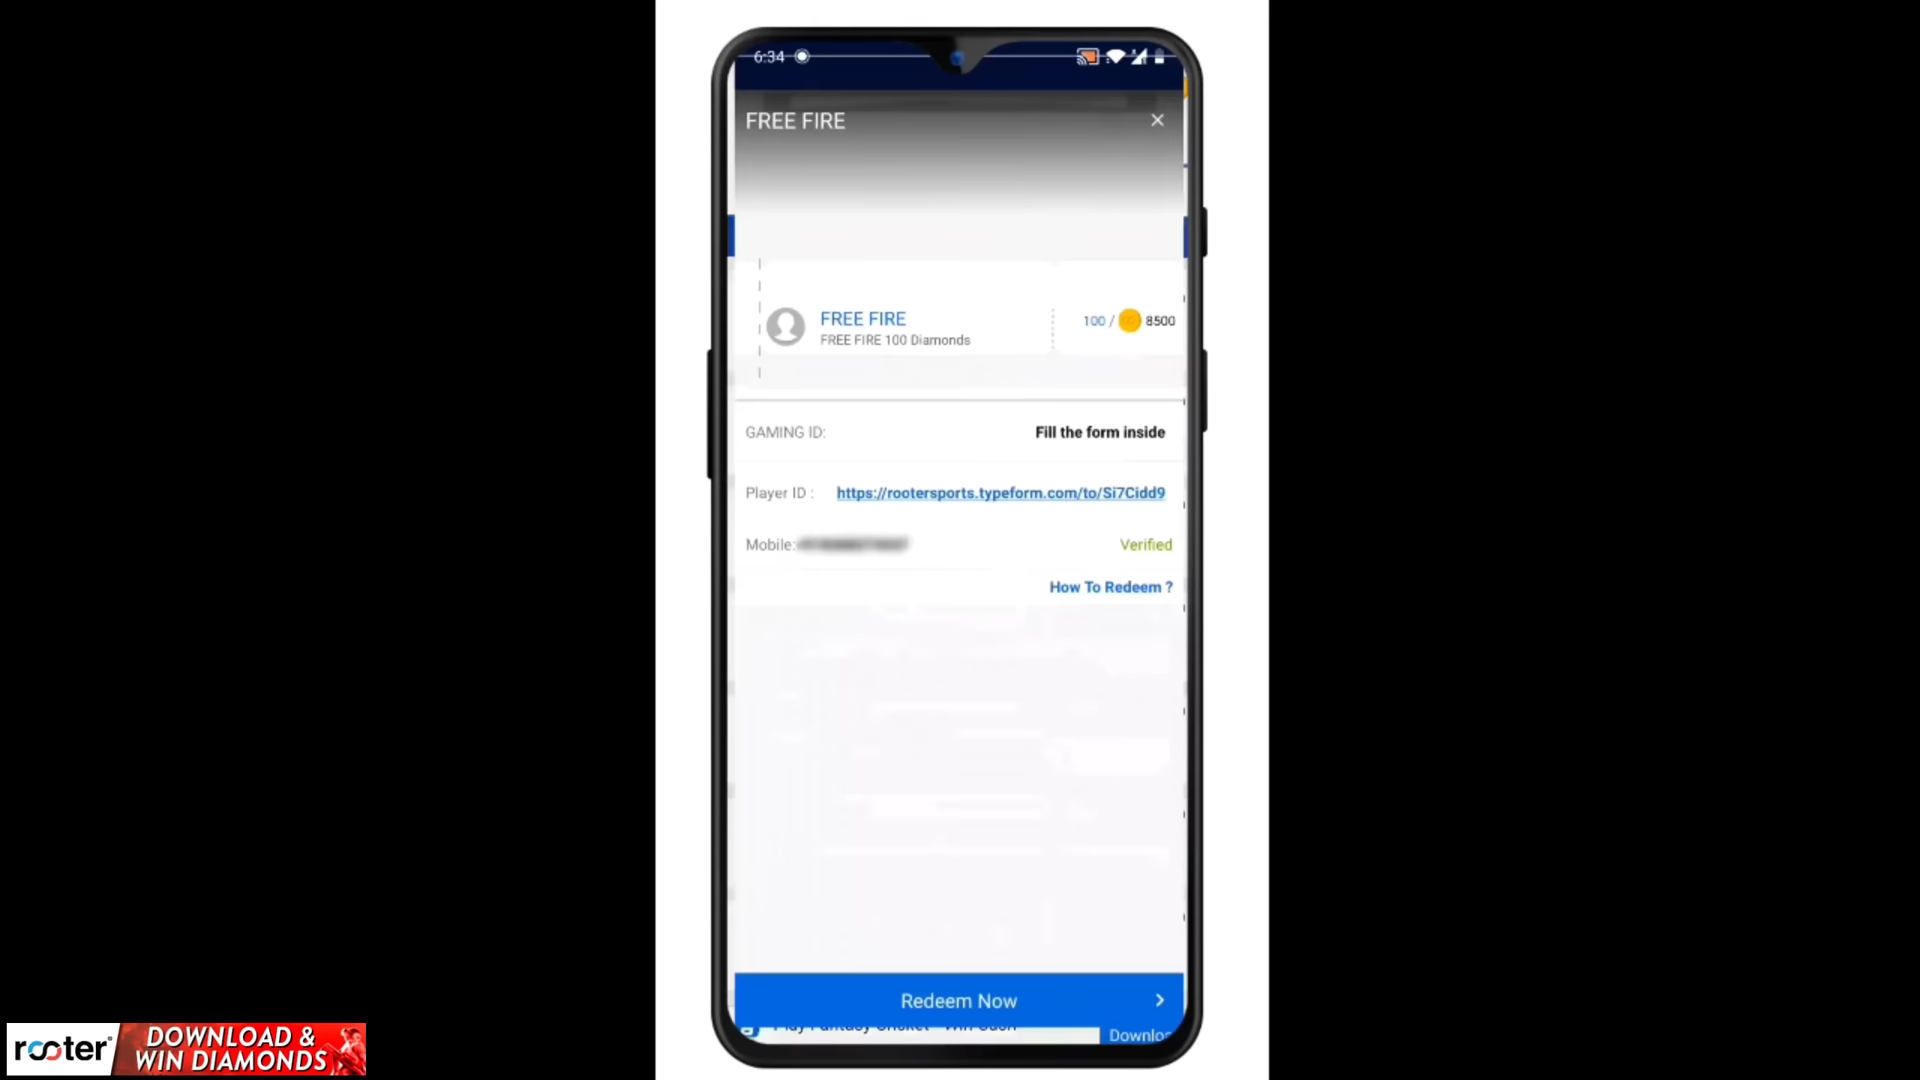 6:34
FREE FIRE
FREE FIRE
FREE FIRE 100 Diamonds
100 / 8500
GAMING ID: Fill the form inside
Player ID : https://rootersports.typeform.com/to/Si7Cidd9
Mobile: Verified
How To Redeem ?
Redeem Now
Play Fantasy Cricket - Win Cash
Downloa
rooter
DOWNLOAD &
WIN DIAMONDS